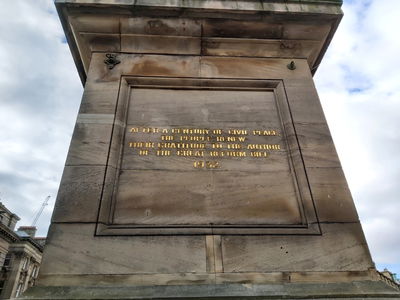 AFTER A CENTURY OF CIVIL PEACE
THE PEOPLE RENEW
THEIR GRATITUDE TO THE AUTHOR
OF THE GREAT REFORM BILL
1932